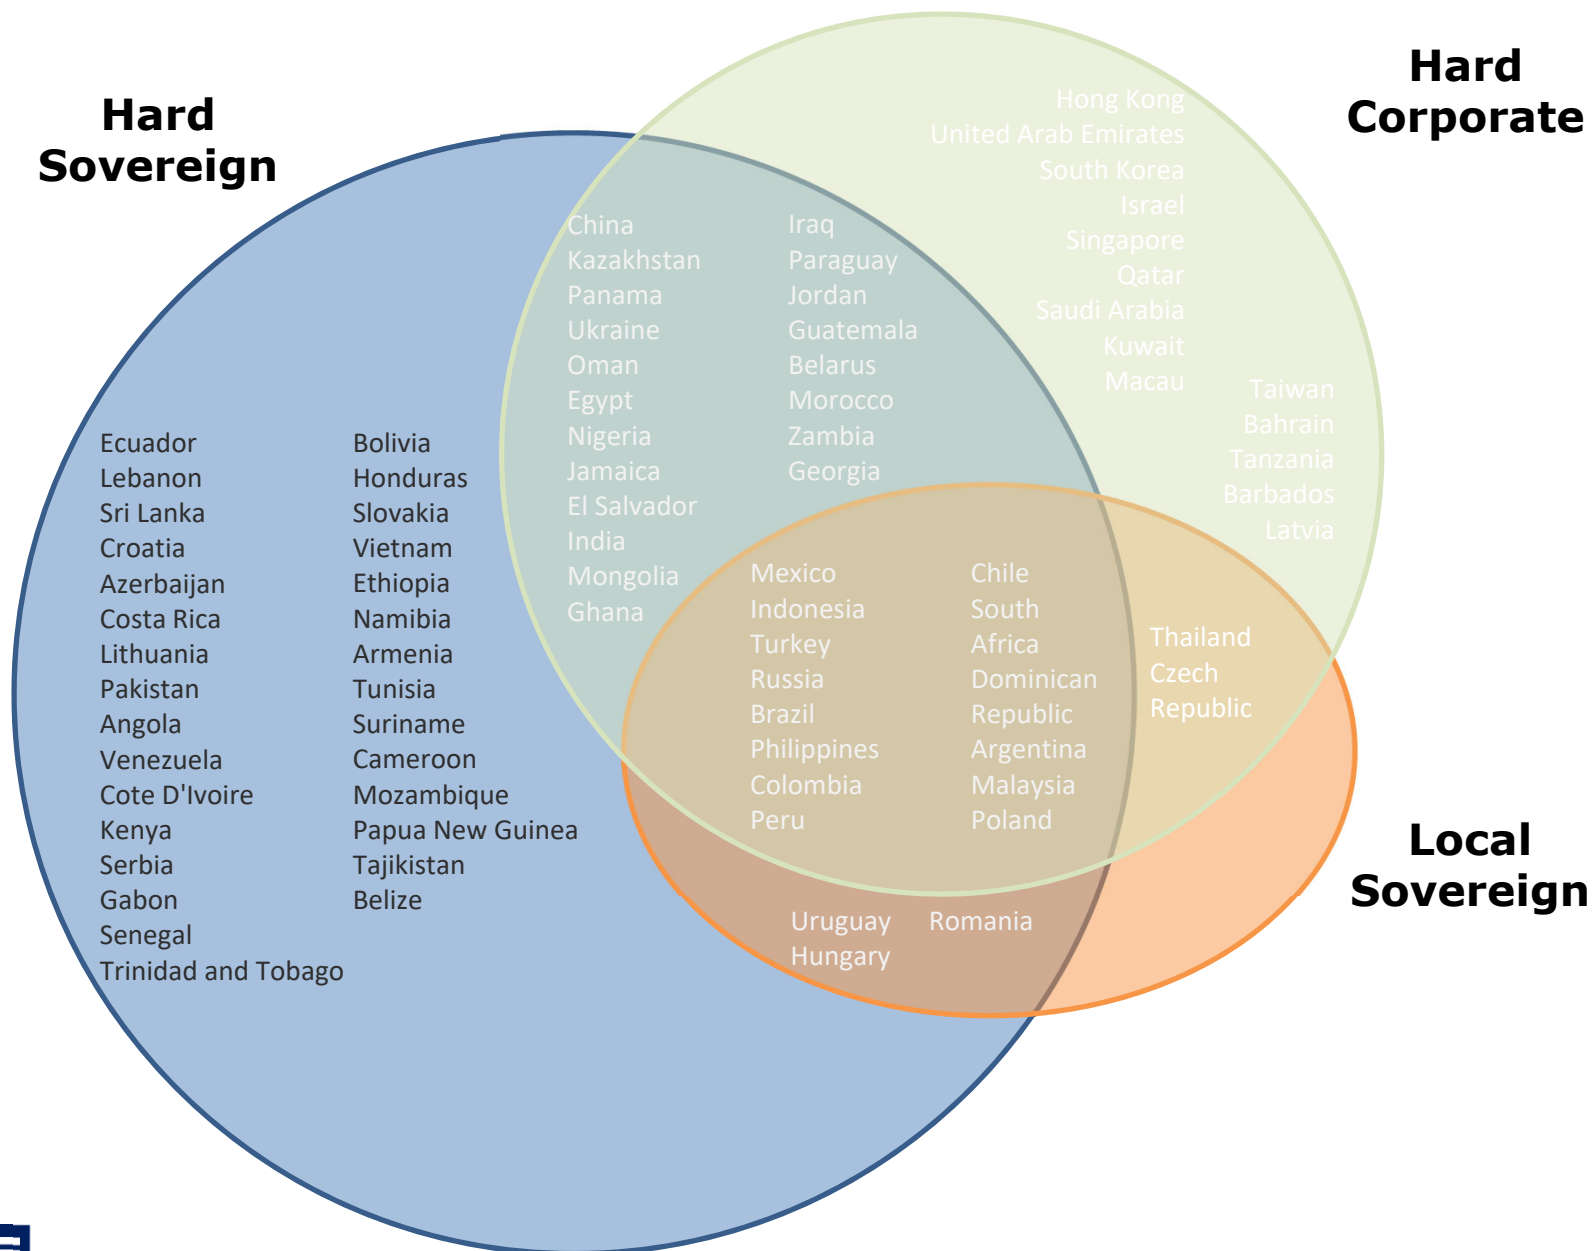 Hard
Sovereign
Hard
Corporate
Hong Kong
United Arab Emirates
South Korea
Israel
Singapore
Qatar
Saudi Arabia
Kuwait
Macau
Taiwan
Bahrain
Tanzania
Barbados
Latvia
China
Kazakhstan
Panama
Ukraine
Oman
Egypt
Nigeria
Jamaica
El Salvador
India
Mongolia
Ghana
Iraq
Paraguay
Jordan
Guatemala
Belarus
Morocco
Zambia
Georgia
Ecuador
Lebanon
Sri Lanka
Croatia
Azerbaijan
Costa Rica
Lithuania
Pakistan
Angola
Venezuela
Cote D'Ivoire
Kenya
Serbia
Gabon
Senegal
Trinidad and Tobago
Bolivia
Honduras
Slovakia
Vietnam
Ethiopia
Namibia
Armenia
Tunisia
Suriname
Cameroon
Mozambique
Papua New Guinea
Tajikistan
Belize
Mexico
Indonesia
Turkey
Russia
Brazil
Philippines
Colombia
Peru
Chile
South
Africa
Dominican
Republic
Argentina
Malaysia
Poland
Thailand
Czech
Republic
Uruguay
Hungary
Romania
Local
Sovereign